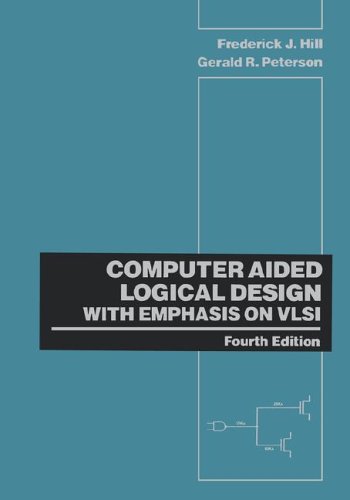 Frederick J. Hill
Gerald R. Peterson
COMPUTER AIDED
LOGICAL DESIGN
WITH EMPHASIS ON VLSI
Fourth Edition